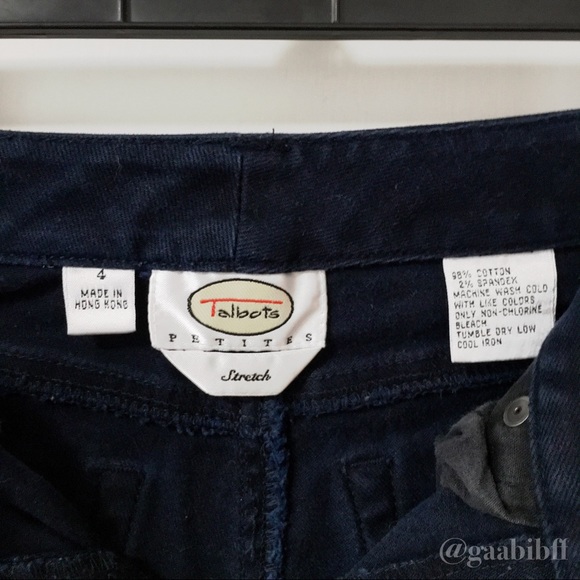 4
MADE IN
HONG KONG
Talbots
PETITES
Stretch
98% COTTON
2% SPANDEX
MACHINE WASH COLD
WITH LIKE COLORS
ONLY NON-CHLORINE
BLEACH
TUMBLE DRY LOW
COOL IRON
@gaabibff